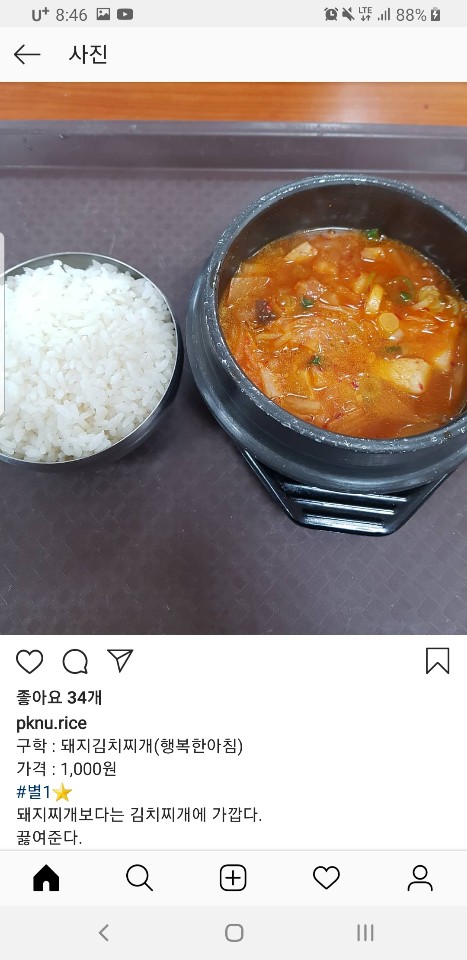 U+ 8:46 LTE 88%
사진
좋아요 34개
pknu.rice
구학 : 돼지김치찌개(행복한아침)
가격 : 1,000원
#별1⭐
돼지찌개보다는 김치찌개에 가깝다.
끓여준다.